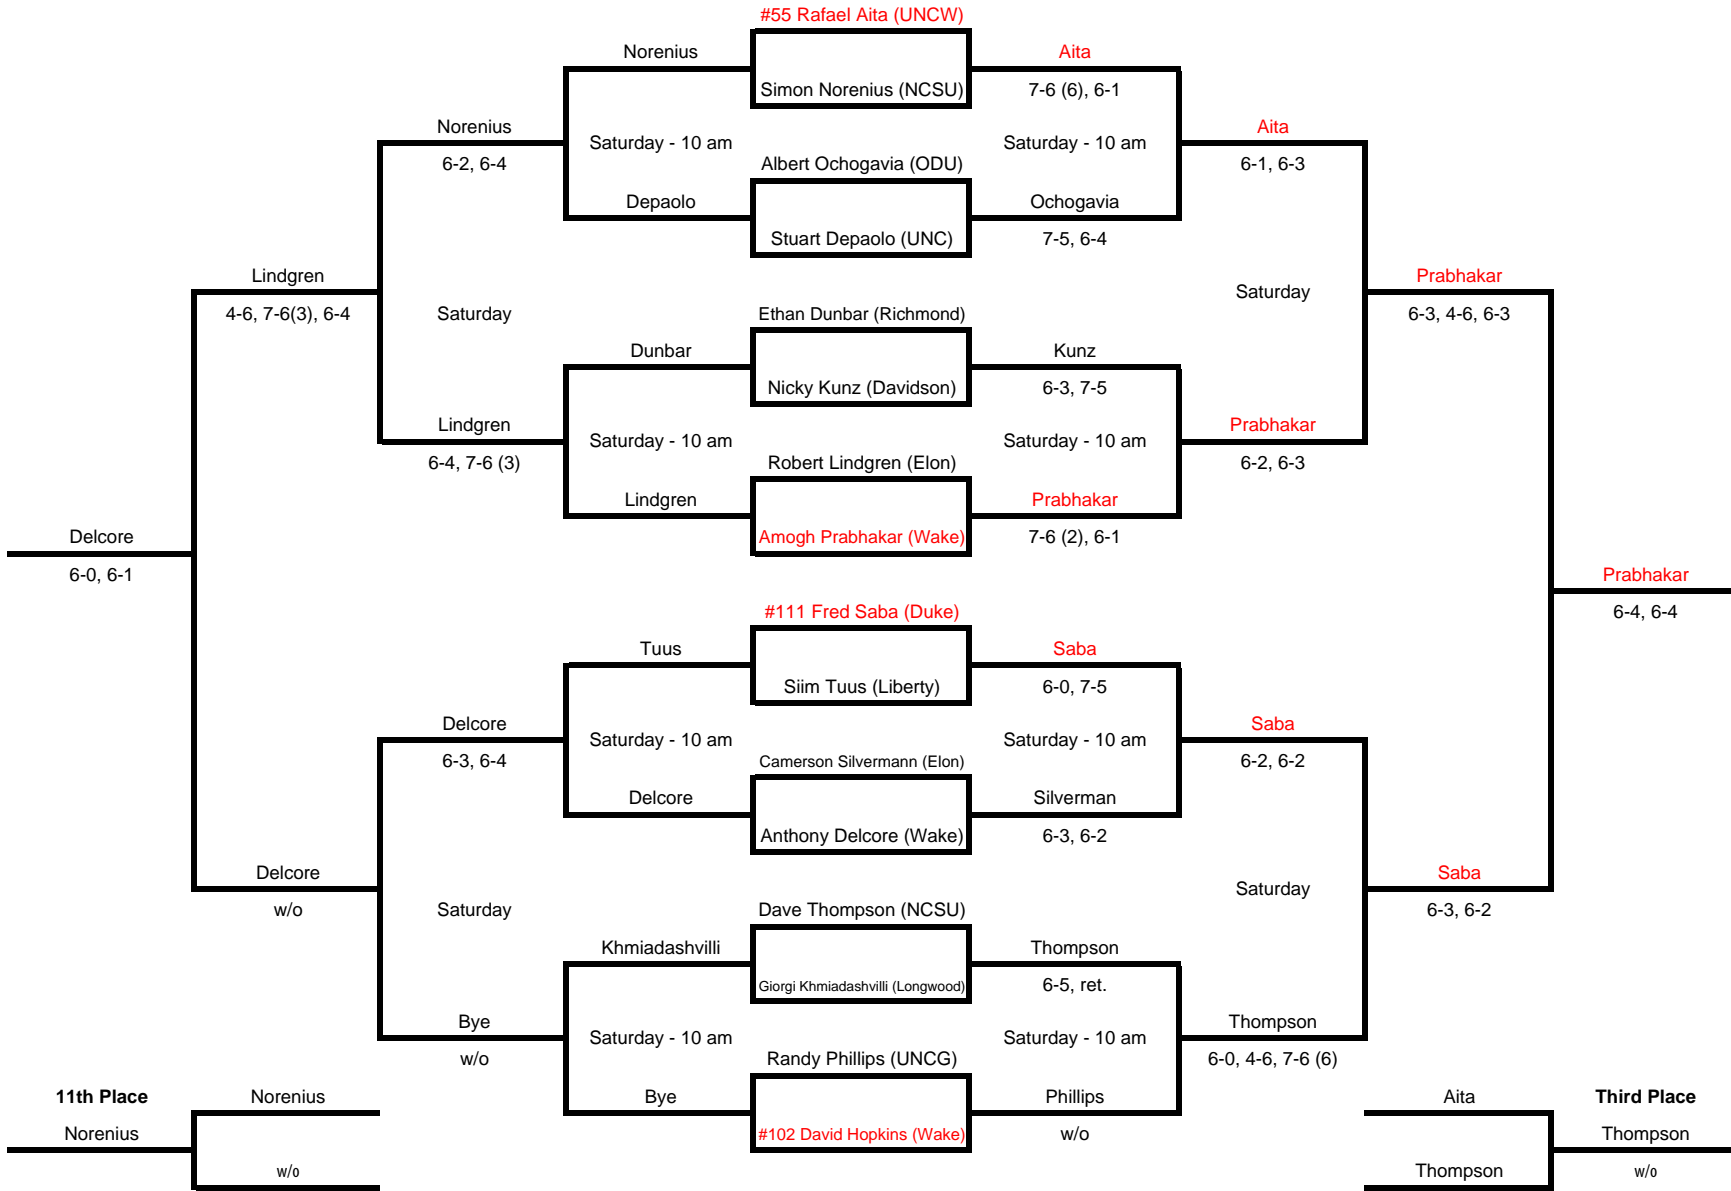 #55 Rafael Aita (UNCW)
Norenius
Aita
Simon Norenius (NCSU)
7-6 (6), 6-1
Norenius
Aita
Saturday - 10 am
Saturday - 10 am
6-2, 6-4
Albert Ochogavia (ODU)
6-1, 6-3
Depaolo
Ochogavia
Stuart Depaolo (UNC)
7-5, 6-4
Lindgren
Prabhakar
Saturday
4-6, 7-6(3), 6-4
Saturday
Ethan Dunbar (Richmond)
6-3, 4-6, 6-3
Dunbar
Kunz
Nicky Kunz (Davidson)
6-3, 7-5
Lindgren
Prabhakar
Saturday - 10 am
Saturday - 10 am
6-4, 7-6 (3)
Robert Lindgren (Elon)
6-2, 6-3
Lindgren
Prabhakar
Delcore
Amogh Prabhakar (Wake)
7-6 (2), 6-1
6-0, 6-1
Prabhakar
#111 Fred Saba (Duke)
6-4, 6-4
Tuus
Saba
Siim Tuus (Liberty)
6-0, 7-5
Delcore
Saba
Saturday - 10 am
Saturday - 10 am
6-3, 6-4
Camerson Silvermann (Elon)
6-2, 6-2
Delcore
Silverman
Anthony Delcore (Wake)
6-3, 6-2
Delcore
Saba
Saturday
w/o
Saturday
Dave Thompson (NCSU)
6-3, 6-2
Khmiadashvilli
Thompson
Giorgi Khmiadashvilli (Longwood)
6-5, ret.
Bye
Thompson
Saturday - 10 am
Saturday - 10 am
w/o
Randy Phillips (UNCG)
6-0, 4-6, 7-6 (6)
11th Place
Norenius
Bye
Phillips
Aita
Third Place
Norenius
#102 David Hopkins (Wake)
w/o
Thompson
w/o
Thompson
w/o